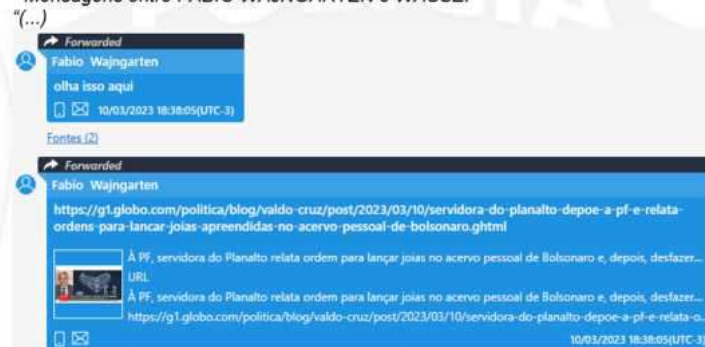 "(...)
Forwarded
Fabio Wajngarten
olha isso aqui
10/03/2023 18:38:05(UTC-3)
Fontes (2)
Forwarded
Fabio Wajngarten
https://g1.globo.com/politica/blog/valdo-cruz/post/2023/03/10/servidora-do-planalto-depoe-a-pf-e-relata-
ordens-para-lancar-joias-apreendidas-no-acervo-pessoal-de-bolsonaro.ghtml
À PF, servidora do Planalto relata ordem para lançar joias no acervo pessoal de Bolsonaro e, depois, desfazer...
URL
À PF, servidora do Planalto relata ordem para lançar joias no acervo pessoal de Bolsonaro e, depois, desfazer...
https://g1.globo.com/politica/blog/valdo-cruz/post/2023/03/10/servidora-do-planalto-depoe-a-pf-e-relata-o...
10/03/2023 18:38:05(UTC-3)